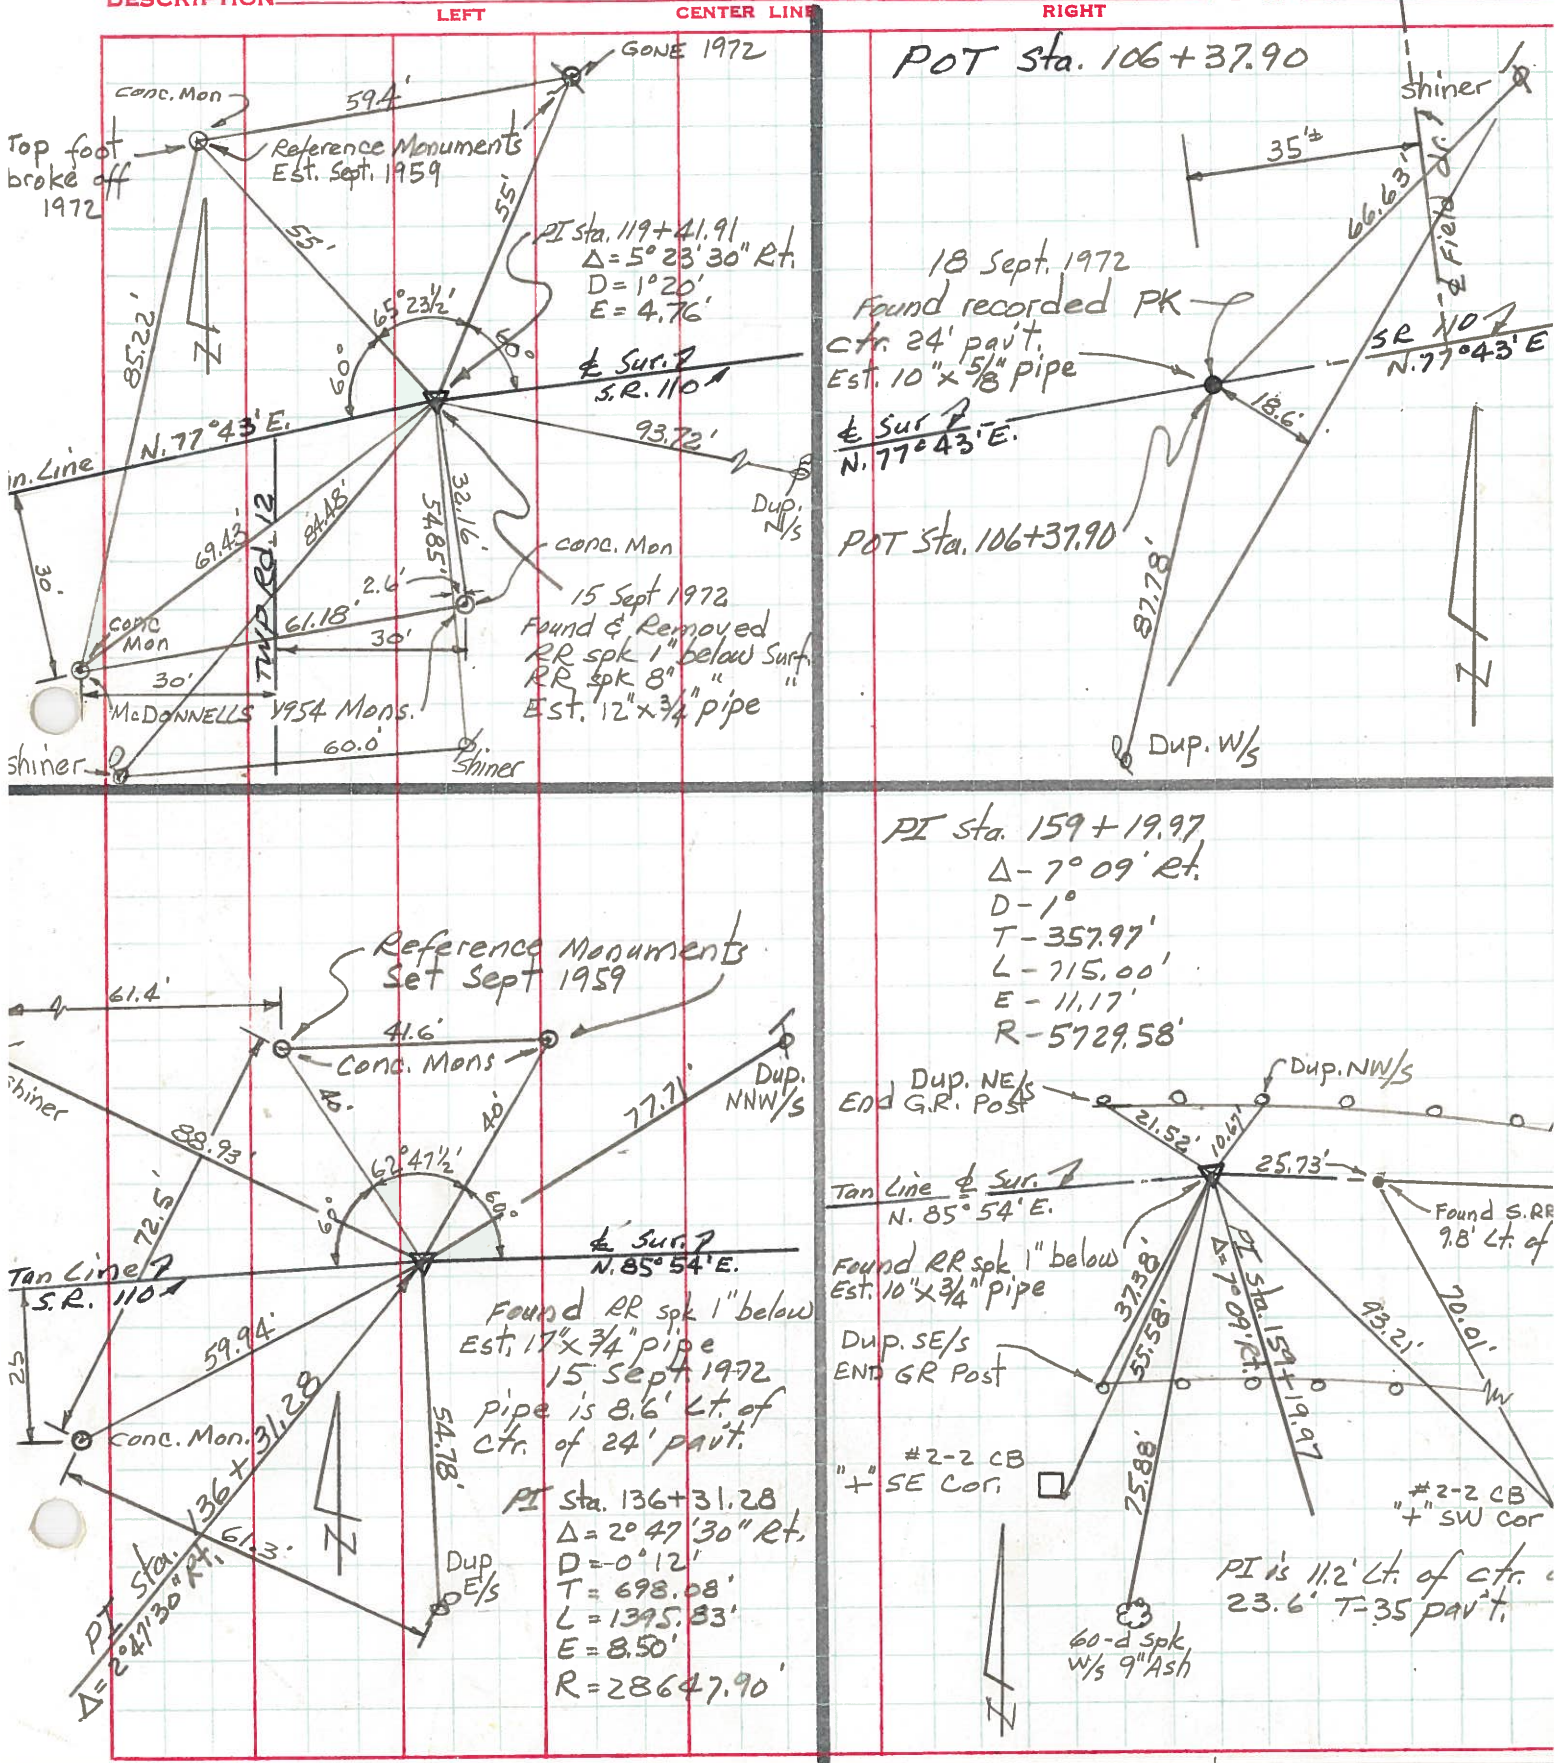 DESCRIPTION
LEFT
CENTER LINE
RIGHT
GONE 1972
Conc. Mon
59.4'
Top foot
broke off
1972
Reference Monuments
Est. Sept. 1959
55'
55'
PI sta. 119+41.91
Δ = 5° 23' 30" Rt.
D = 1° 20'
E = 4.76'
85.22'
N
65° 23½'
60°
60°
℄ Sur.
S.R. 110
N. 77° 43' E.
Line
93.72'
Dup.
N/s
69.43'
84.48'
TWP Rd-12
32.16'
54.85'
conc. Mon
30'
2.6'
61.18'
30'
conc
Mon
30'
15 Sept 1972
Found & Removed
RR spk 1" below Surf.
RR spk 8" " "
Est. 12" x ¾" pipe
McDONNELLS 1954 Mons.
60.0'
shiner
shiner
POT Sta. 106+37.90
shiner
35'±
66.63'
JR Field ℄
18 Sept. 1972
Found recorded PK
ctr. 24' pav't.
Est. 10" x 5/8" pipe
SR 110
N. 77° 43' E
℄ Sur
N. 77° 43' E.
18.6'
POT Sta. 106+37.90
87.78'
N
Dup. W/s
Reference Monuments
Set Sept 1959
61.4'
41.6'
Conc. Mons
shiner
40'
40'
77.71'
Dup.
NNW/s
88.93'
72.5'
62° 47½'
60°
60°
Tan Line
S.R. 110
℄ Sur.
N. 85° 54' E.
25
59.94'
Found RR spk 1" below
Est. 17" x ¾" pipe
15 Sept 1972
pipe is 8.6' Lt. of
ctr. of 24' pav't.
Conc. Mon.
54.78'
61.3'
N
PI Sta. 136+31.28
Δ = 2° 47' 30" Rt.
PI Sta. 136+31.28
Δ = 2° 47' 30" Rt.
D = 0° 12'
T = 698.08'
L = 1395.83'
E = 8.50'
R = 28647.90'
Dup
E/s
PI Sta. 159+19.97
Δ - 7° 09' Rt.
D - 1°
T - 357.97'
L - 715.00'
E - 11.17'
R - 5729.58'
Dup. NE/s
End G.R. Post
Dup. NW/s
21.52'
10.67'
25.73'
Tan Line ℄ Sur.
N. 85° 54' E.
Found S.RR
9.8' Lt. of
Found RR spk 1" below
Est. 10" x ¾" pipe
37.38'
55.58'
PI Sta. 159+19.97
Δ = 7° 09' Rt.
93.21'
70.01'
Dup. SE/s
END GR Post
#2-2 CB
"+" SE Cor.
75.88'
#2-2 CB
"+" SW Cor
PI is 11.2' Lt. of ctr.
23.6' T-35 pav't.
60-d spk
W/s 9" Ash
N